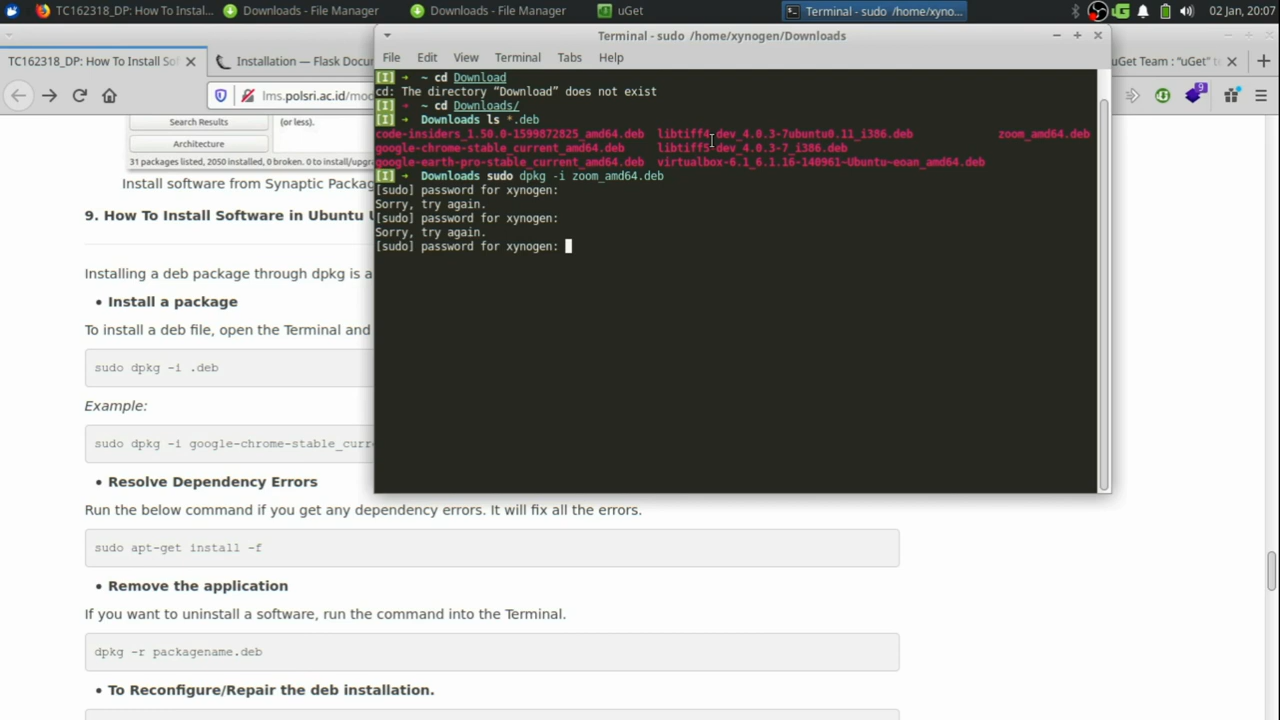 TC162318_DP: How To Instal...
Downloads - File Manager
Downloads - File Manager
uGet
Terminal - sudo /home/xyno...
02 Jan, 20:07
TC162318_DP: How To Install Sof
Installation — Flask Docu
uGet Team : "uGet" t
lms.polsri.ac.id/mod
9
Search Results
Architecture
(or less).
31 packages listed, 2050 installed, 0 broken. 0 to install/upgra
Install software from Synaptic Packag
9. How To Install Software in Ubuntu U
Installing a deb package through dpkg is a
• Install a package
To install a deb file, open the Terminal and
sudo dpkg -i .deb
Example:
sudo dpkg -i google-chrome-stable_curr
• Resolve Dependency Errors
Run the below command if you get any dependency errors. It will fix all the errors.
sudo apt-get install -f
• Remove the application
If you want to uninstall a software, run the command into the Terminal.
dpkg -r packagename.deb
• To Reconfigure/Repair the deb installation.
Terminal - sudo /home/xynogen/Downloads
File Edit View Terminal Tabs Help
[I] ➜ ~ cd Download
cd: The directory “Download” does not exist
[I] ➜ ~ cd Downloads/
[I] ➜ Downloads ls *.deb
code-insiders_1.50.0-1599872825_amd64.deb libtiff4-dev_4.0.3-7ubuntu0.11_i386.deb zoom_amd64.deb
google-chrome-stable_current_amd64.deb libtiff5-dev_4.0.3-7_i386.deb
google-earth-pro-stable_current_amd64.deb virtualbox-6.1_6.1.16-140961~Ubuntu~eoan_amd64.deb
[I] ➜ Downloads sudo dpkg -i zoom_amd64.deb
[sudo] password for xynogen:
Sorry, try again.
[sudo] password for xynogen:
Sorry, try again.
[sudo] password for xynogen: